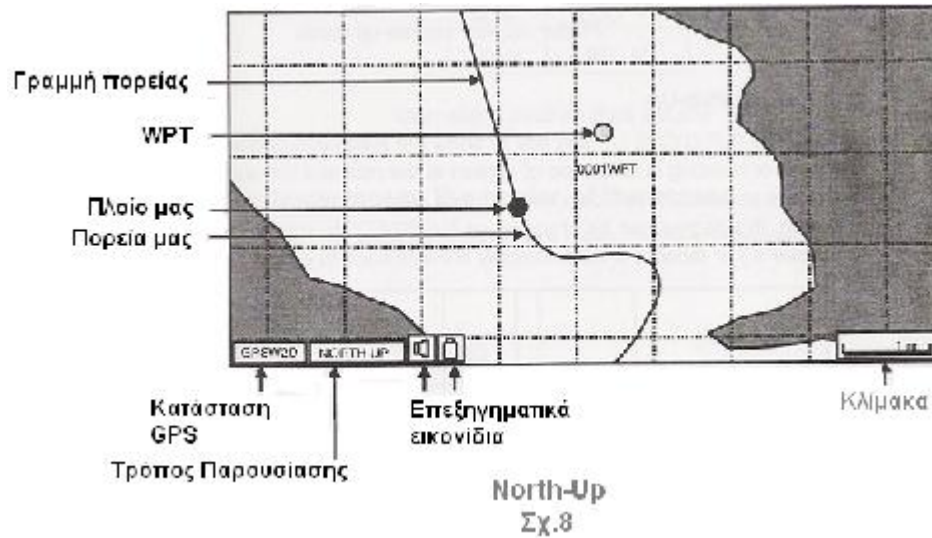 Γραμμή πορείας
WPT
0001WPT
Πλοίο μας
Πορεία μας
NORTH UP
Κατάσταση
GPS
Επεξηγηματικά
εικονίδια
Κλίμακα
Τρόπος Παρουσίασης
North-Up
Σχ.8